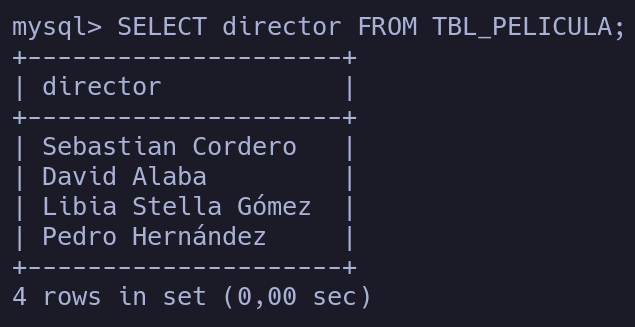 mysql> SELECT director FROM TBL_PELICULA;
+---------------------+
| director            |
+---------------------+
| Sebastian Cordero   |
| David Alaba         |
| Libia Stella Gómez  |
| Pedro Hernández     |
+---------------------+
4 rows in set (0,00 sec)